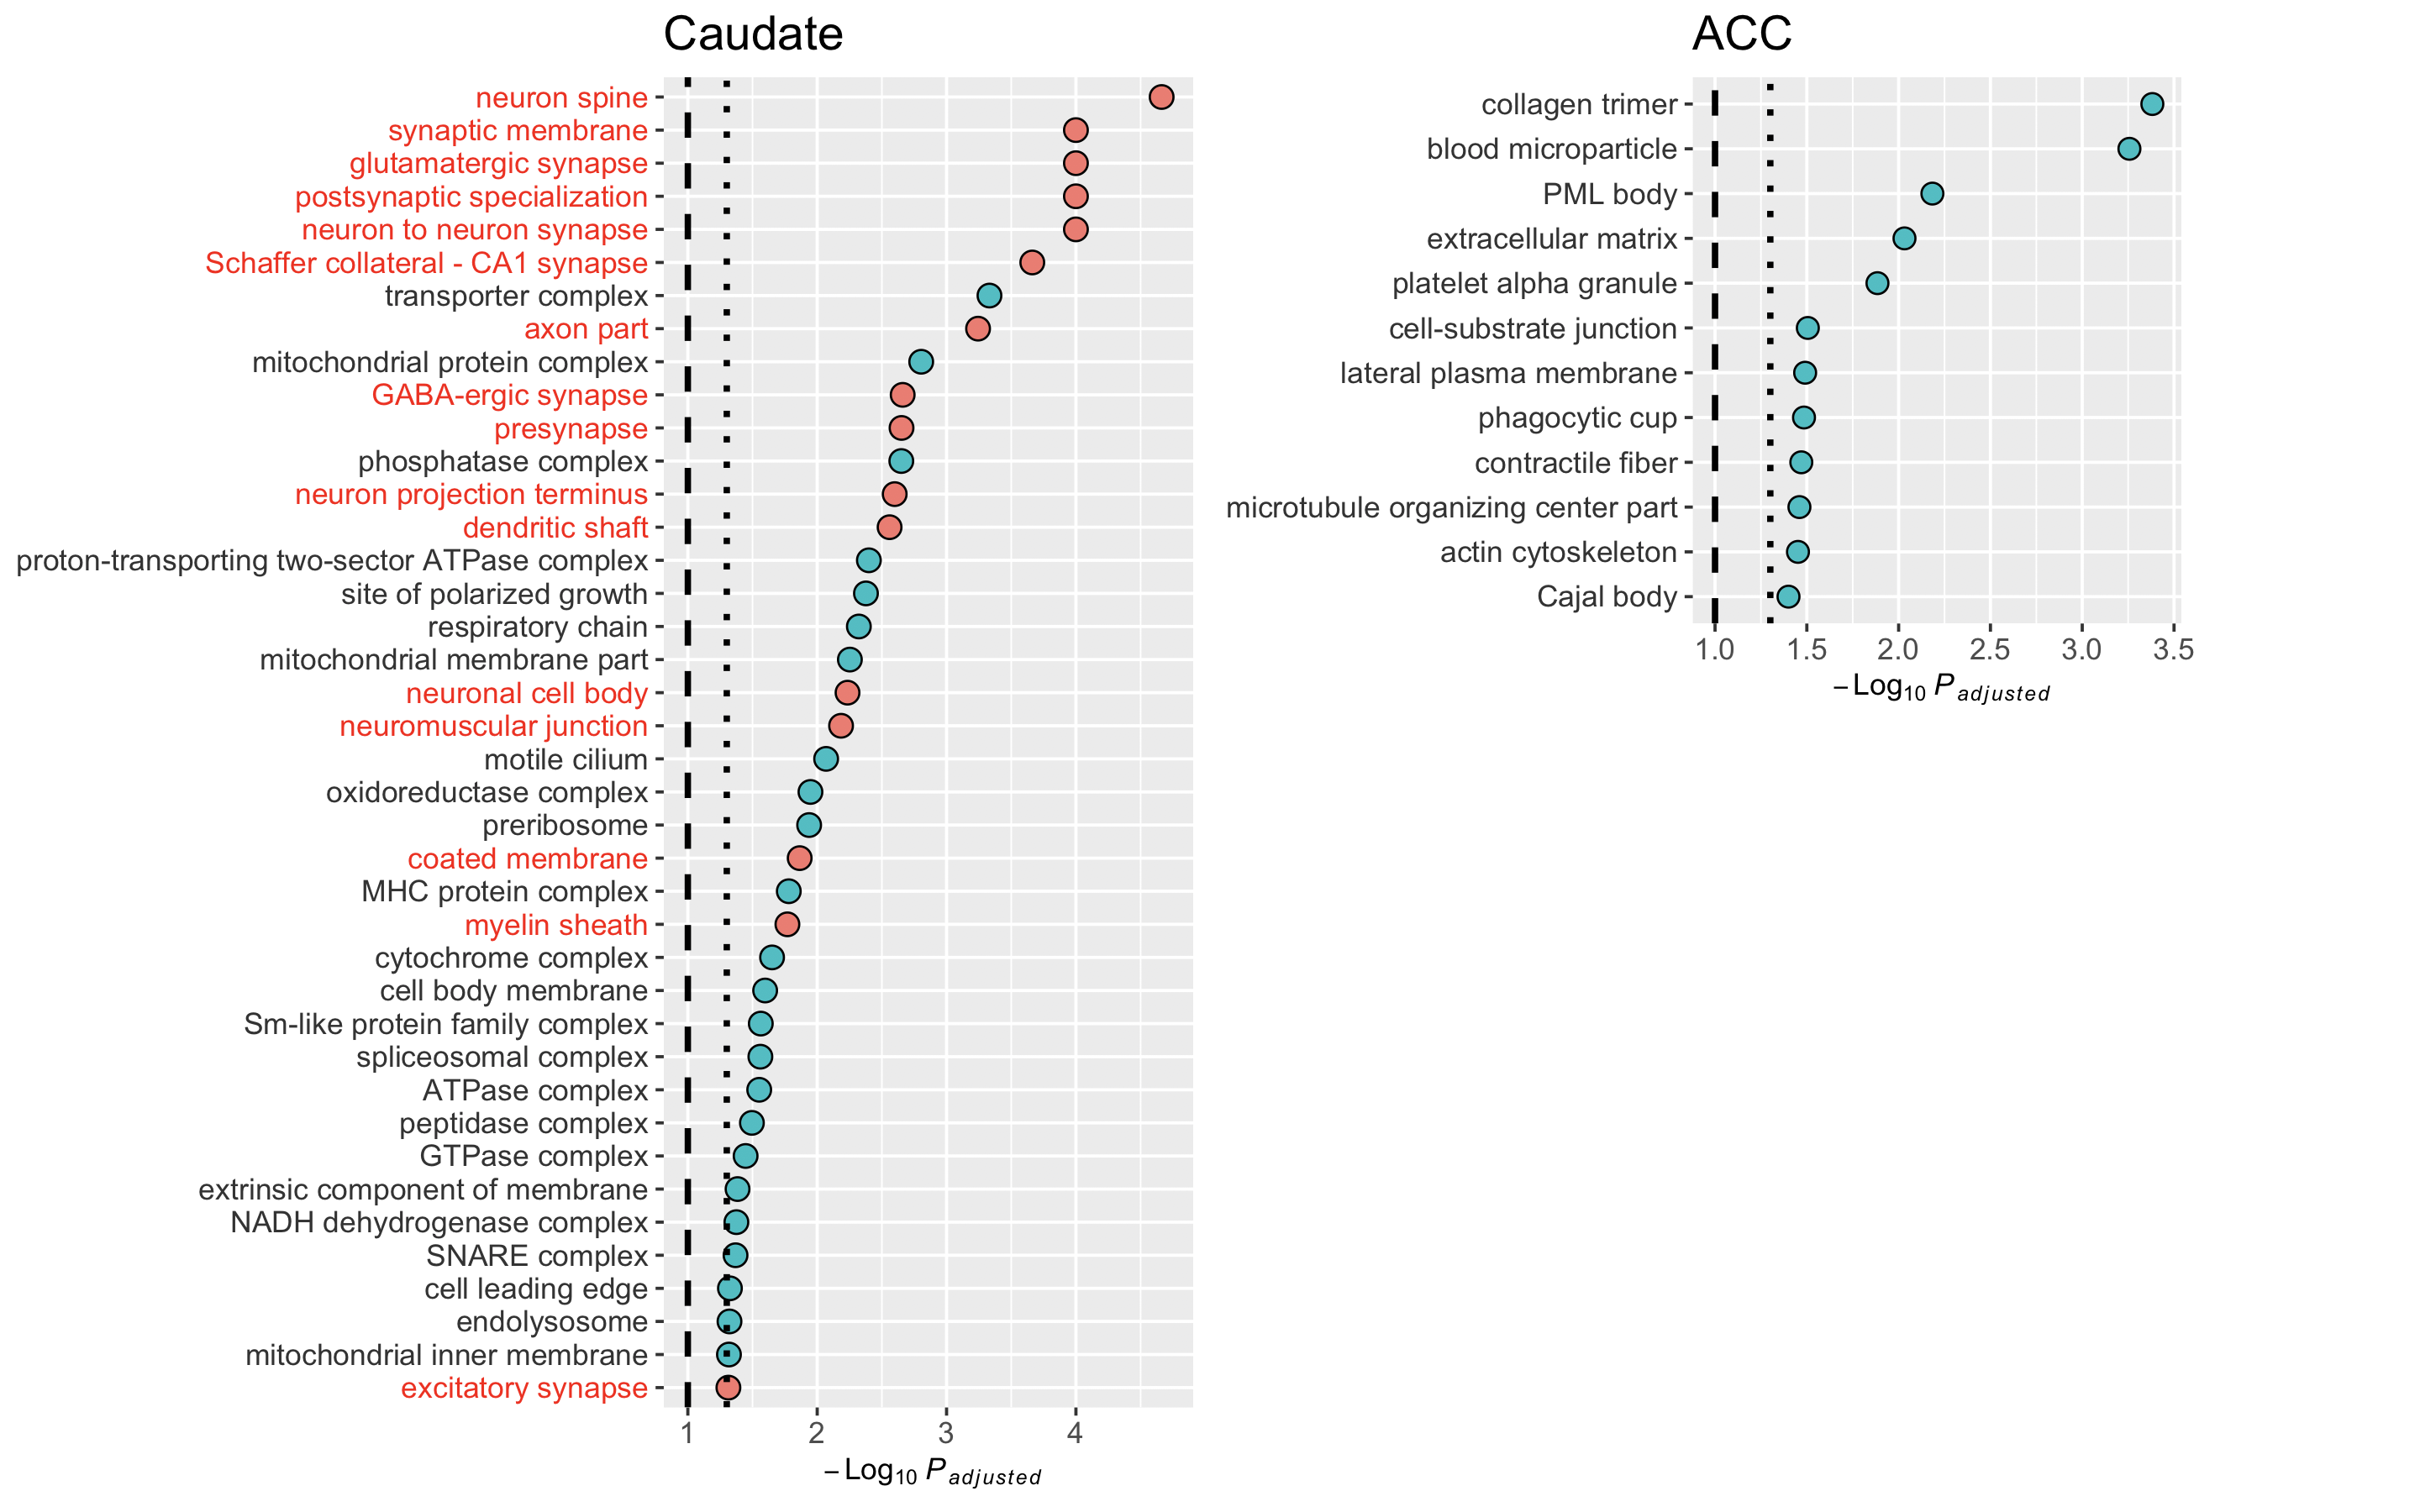 Caudate
neuron spine
synaptic membrane
glutamatergic synapse
postsynaptic specialization
neuron to neuron synapse
Schaffer collateral - CA1 synapse
transporter complex
axon part
mitochondrial protein complex
GABA-ergic synapse
presynapse
phosphatase complex
neuron projection terminus
dendritic shaft
proton-transporting two-sector ATPase complex
site of polarized growth
respiratory chain
mitochondrial membrane part
neuronal cell body
neuromuscular junction
motile cilium
oxidoreductase complex
preribosome
coated membrane
MHC protein complex
myelin sheath
cytochrome complex
cell body membrane
Sm-like protein family complex
spliceosomal complex
ATPase complex
peptidase complex
GTPase complex
extrinsic component of membrane
NADH dehydrogenase complex
SNARE complex
cell leading edge
endolysosome
mitochondrial inner membrane
excitatory synapse
1 2 3 4
−Log10 Padjusted
ACC
collagen trimer
blood microparticle
PML body
extracellular matrix
platelet alpha granule
cell-substrate junction
lateral plasma membrane
phagocytic cup
contractile fiber
microtubule organizing center part
actin cytoskeleton
Cajal body
1.0 1.5 2.0 2.5 3.0 3.5
−Log10 Padjusted